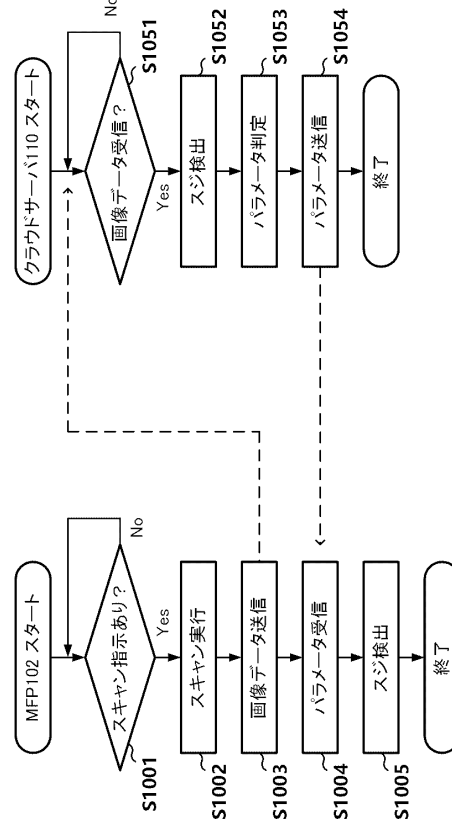 MFP102 スタート
スキャン指示あり?
No
Yes
S1001
スキャン実行
S1002
画像データ送信
S1003
パラメータ受信
S1004
スジ検出
S1005
終了
クラウドサーバ110 スタート
画像データ受信?
No
Yes
S1051
スジ検出
S1052
パラメータ判定
S1053
パラメータ送信
S1054
終了